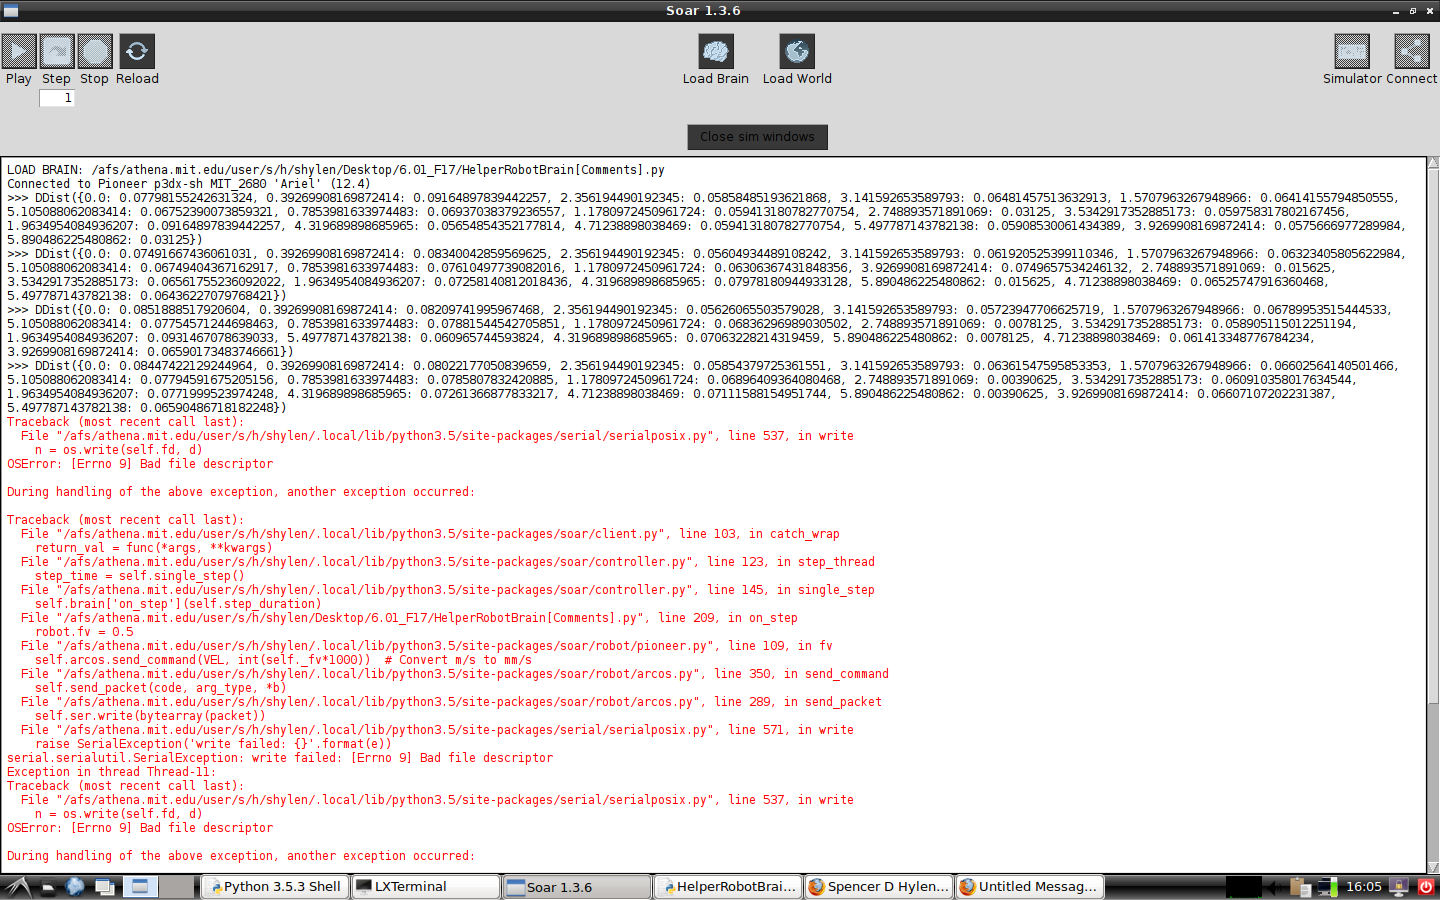 Soar 1.3.6
Play Step Stop Reload Load Brain Load World Simulator Connect
1
Close sim windows
LOAD BRAIN: /afs/athena.mit.edu/user/s/h/shylen/Desktop/6.01_F17/HelperRobotBrain[Comments].py
Connected to Pioneer p3dx-sh MIT_2680 'Ariel' (12.4)
>>> DDist({0.0: 0.07798155242631324, 0.39269908169872414: 0.09164897839442257, 2.356194490192345: 0.05858485193621868, 3.141592653589793: 0.06481457513632913, 1.5707963267948966: 0.06414155794850555,
5.105088062083414: 0.06752390073859321, 0.7853981633974483: 0.06937038379236557, 1.1780972450961724: 0.059413180782770754, 2.748893571891069: 0.03125, 3.5342917352885173: 0.059758317802167456,
1.9634954084936207: 0.09164897839442257, 4.319689898685965: 0.05654854352177814, 4.71238898038469: 0.059413180782770754, 5.497787143782138: 0.05908530061434389, 3.9269908169872414: 0.0575666977289984,
5.890486225480862: 0.03125})
>>> DDist({0.0: 0.07491667436061031, 0.39269908169872414: 0.08340042859569625, 2.356194490192345: 0.05604934489108242, 3.141592653589793: 0.061920525399110346, 1.5707963267948966: 0.06323405805622984,
5.105088062083414: 0.06749404367162917, 0.7853981633974483: 0.07610497739082016, 1.1780972450961724: 0.06306367431848356, 3.9269908169872414: 0.0749657534246132, 2.748893571891069: 0.015625,
3.5342917352885173: 0.06561755236092022, 1.9634954084936207: 0.07258140812018436, 4.319689898685965: 0.07978180944933128, 5.890486225480862: 0.015625, 4.71238898038469: 0.06525747916360468,
5.497787143782138: 0.06436227079768421})
>>> DDist({0.0: 0.0851888517920604, 0.39269908169872414: 0.08209741995967468, 2.356194490192345: 0.05626065503579028, 3.141592653589793: 0.05723947706625719, 1.5707963267948966: 0.06789953515444533,
5.105088062083414: 0.07754571244698463, 0.7853981633974483: 0.07881544542705851, 1.1780972450961724: 0.06836296989030502, 2.748893571891069: 0.0078125, 3.5342917352885173: 0.058905115012251194,
1.9634954084936207: 0.0931467078639033, 5.497787143782138: 0.060965744593824, 4.319689898685965: 0.07063228214319459, 5.890486225480862: 0.0078125, 4.71238898038469: 0.061413348776784234,
3.9269908169872414: 0.06590173483746661})
>>> DDist({0.0: 0.08447422129244964, 0.39269908169872414: 0.08022177050839659, 2.356194490192345: 0.05854379725361551, 3.141592653589793: 0.06361547595853353, 1.5707963267948966: 0.06602564140501466,
5.105088062083414: 0.07794591675205156, 0.7853981633974483: 0.0785807832420885, 1.1780972450961724: 0.06896409364080468, 2.748893571891069: 0.00390625, 3.5342917352885173: 0.060910358017634544,
1.9634954084936207: 0.0771999523974248, 4.319689898685965: 0.07261366877833217, 4.71238898038469: 0.07111588154951744, 5.890486225480862: 0.00390625, 3.9269908169872414: 0.06607107202231387,
5.497787143782138: 0.06590486718182248})
Traceback (most recent call last):
  File "/afs/athena.mit.edu/user/s/h/shylen/.local/lib/python3.5/site-packages/serial/serialposix.py", line 537, in write
    n = os.write(self.fd, d)
OSError: [Errno 9] Bad file descriptor
During handling of the above exception, another exception occurred:
Traceback (most recent call last):
  File "/afs/athena.mit.edu/user/s/h/shylen/.local/lib/python3.5/site-packages/soar/client.py", line 103, in catch_wrap
    return_val = func(*args, **kwargs)
  File "/afs/athena.mit.edu/user/s/h/shylen/.local/lib/python3.5/site-packages/soar/controller.py", line 123, in step_thread
    step_time = self.single_step()
  File "/afs/athena.mit.edu/user/s/h/shylen/.local/lib/python3.5/site-packages/soar/controller.py", line 145, in single_step
    self.brain['on_step'](self.step_duration)
  File "/afs/athena.mit.edu/user/s/h/shylen/Desktop/6.01_F17/HelperRobotBrain[Comments].py", line 209, in on_step
    robot.fv = 0.5
  File "/afs/athena.mit.edu/user/s/h/shylen/.local/lib/python3.5/site-packages/soar/robot/pioneer.py", line 109, in fv
    self.arcos.send_command(VEL, int(self._fv*1000))  # Convert m/s to mm/s
  File "/afs/athena.mit.edu/user/s/h/shylen/.local/lib/python3.5/site-packages/soar/robot/arcos.py", line 350, in send_command
    self.send_packet(code, arg_type, *b)
  File "/afs/athena.mit.edu/user/s/h/shylen/.local/lib/python3.5/site-packages/soar/robot/arcos.py", line 289, in send_packet
    self.ser.write(bytearray(packet))
  File "/afs/athena.mit.edu/user/s/h/shylen/.local/lib/python3.5/site-packages/serial/serialposix.py", line 571, in write
    raise SerialException('write failed: {}'.format(e))
serial.serialutil.SerialException: write failed: [Errno 9] Bad file descriptor
Exception in thread Thread-11:
Traceback (most recent call last):
  File "/afs/athena.mit.edu/user/s/h/shylen/.local/lib/python3.5/site-packages/serial/serialposix.py", line 537, in write
    n = os.write(self.fd, d)
OSError: [Errno 9] Bad file descriptor
During handling of the above exception, another exception occurred:
Python 3.5.3 Shell LXTerminal Soar 1.3.6 HelperRobotBrai... Spencer D Hylen... Untitled Messag... 16:05